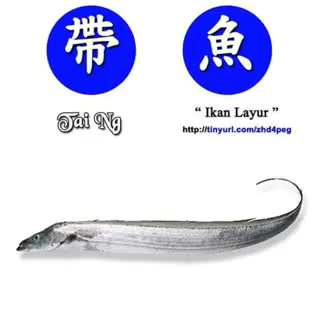 帶 魚
Tai Ng
“ Ikan Layur ”
http://tinyurl.com/zhd4peg